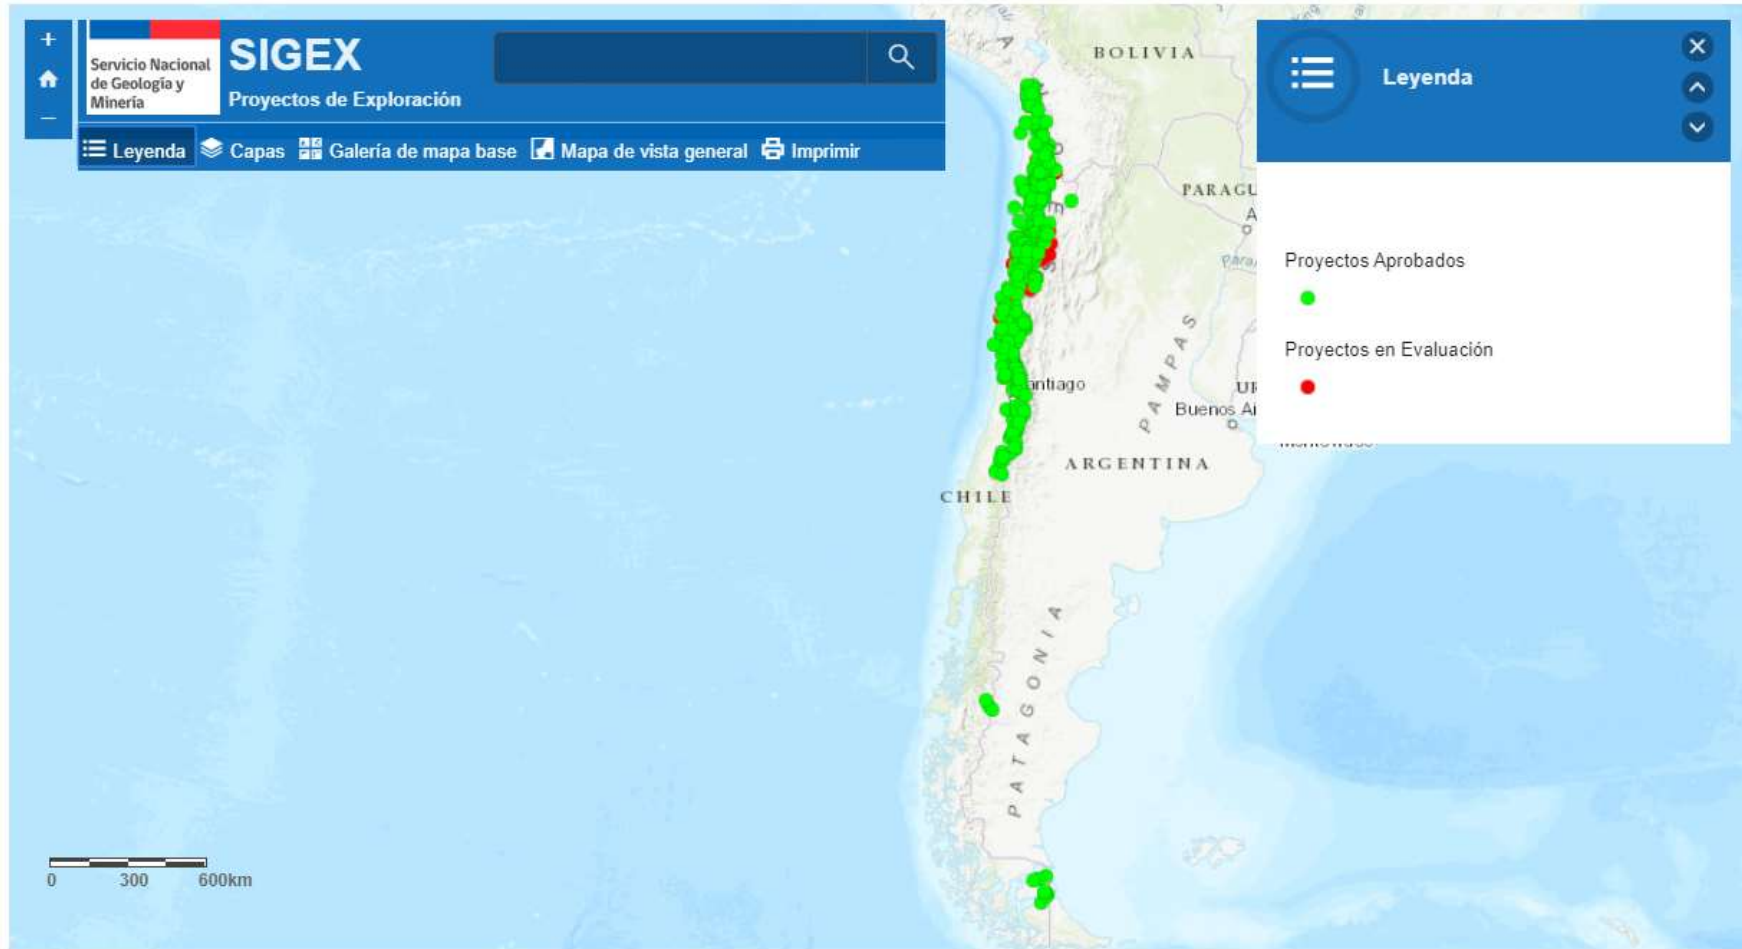 +
Servicio Nacional
de Geología y
Minería
SIGEX
Proyectos de Exploración
Leyenda
Capas
Galería de mapa base
Mapa de vista general
Imprimir
Leyenda
Proyectos Aprobados
Proyectos en Evaluación
BOLIVIA
PARAGU
A
Para
antiago
PAMPAS
UR
Buenos Ai
ARGENTINA
CHILE
PATAGONIA
0 300 600km